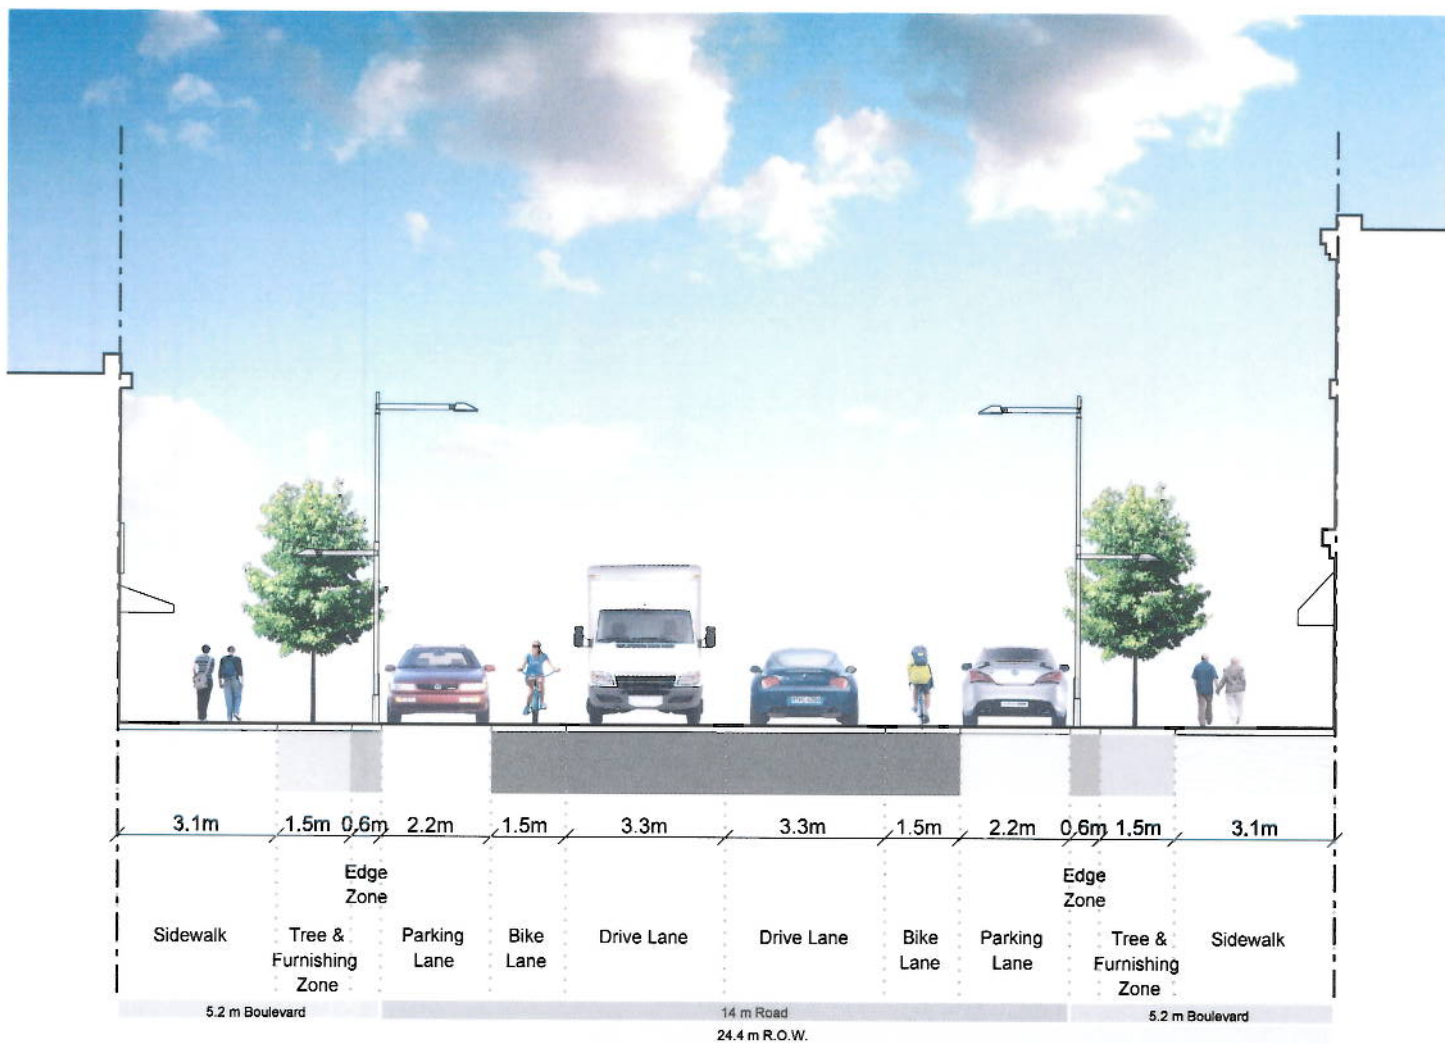 3.1m 1.5m 0.6m 2.2m 1.5m 3.3m 3.3m 1.5m 2.2m 0.6m 1.5m 3.1m
Edge
Zone
Edge
Zone
Sidewalk
Tree &
Furnishing
Zone
Parking
Lane
Bike
Lane
Drive Lane
Drive Lane
Bike
Lane
Parking
Lane
Tree &
Furnishing
Zone
Sidewalk
5.2 m Boulevard
14 m Road
5.2 m Boulevard
24.4 m R.O.W.